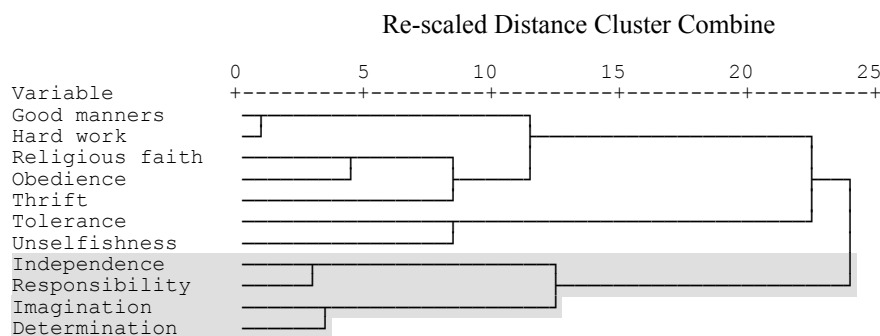 Re-scaled Distance Cluster Combine
0 5 10 15 20 25
Variable +---------+---------+---------+---------+---------+
Good manners
Hard work
Religious faith
Obedience
Thrift
Tolerance
Unselfishness
Independence
Responsibility
Imagination
Determination